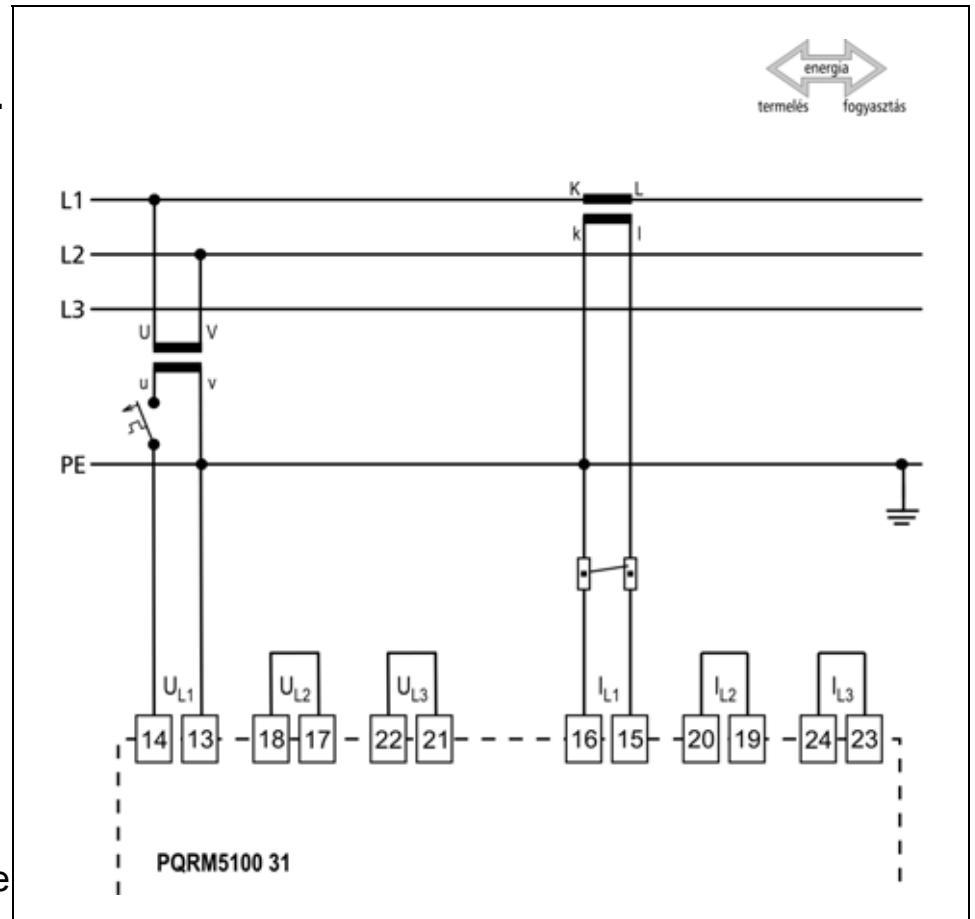 energia
termelés fogyasztás
K L
L1
k l
L2
L3
U V
u v
PE
UL1 UL2 UL3 IL1 IL2 IL3
14 13 18 17 22 21 16 15 20 19 24 23
PQRM5100 31
e